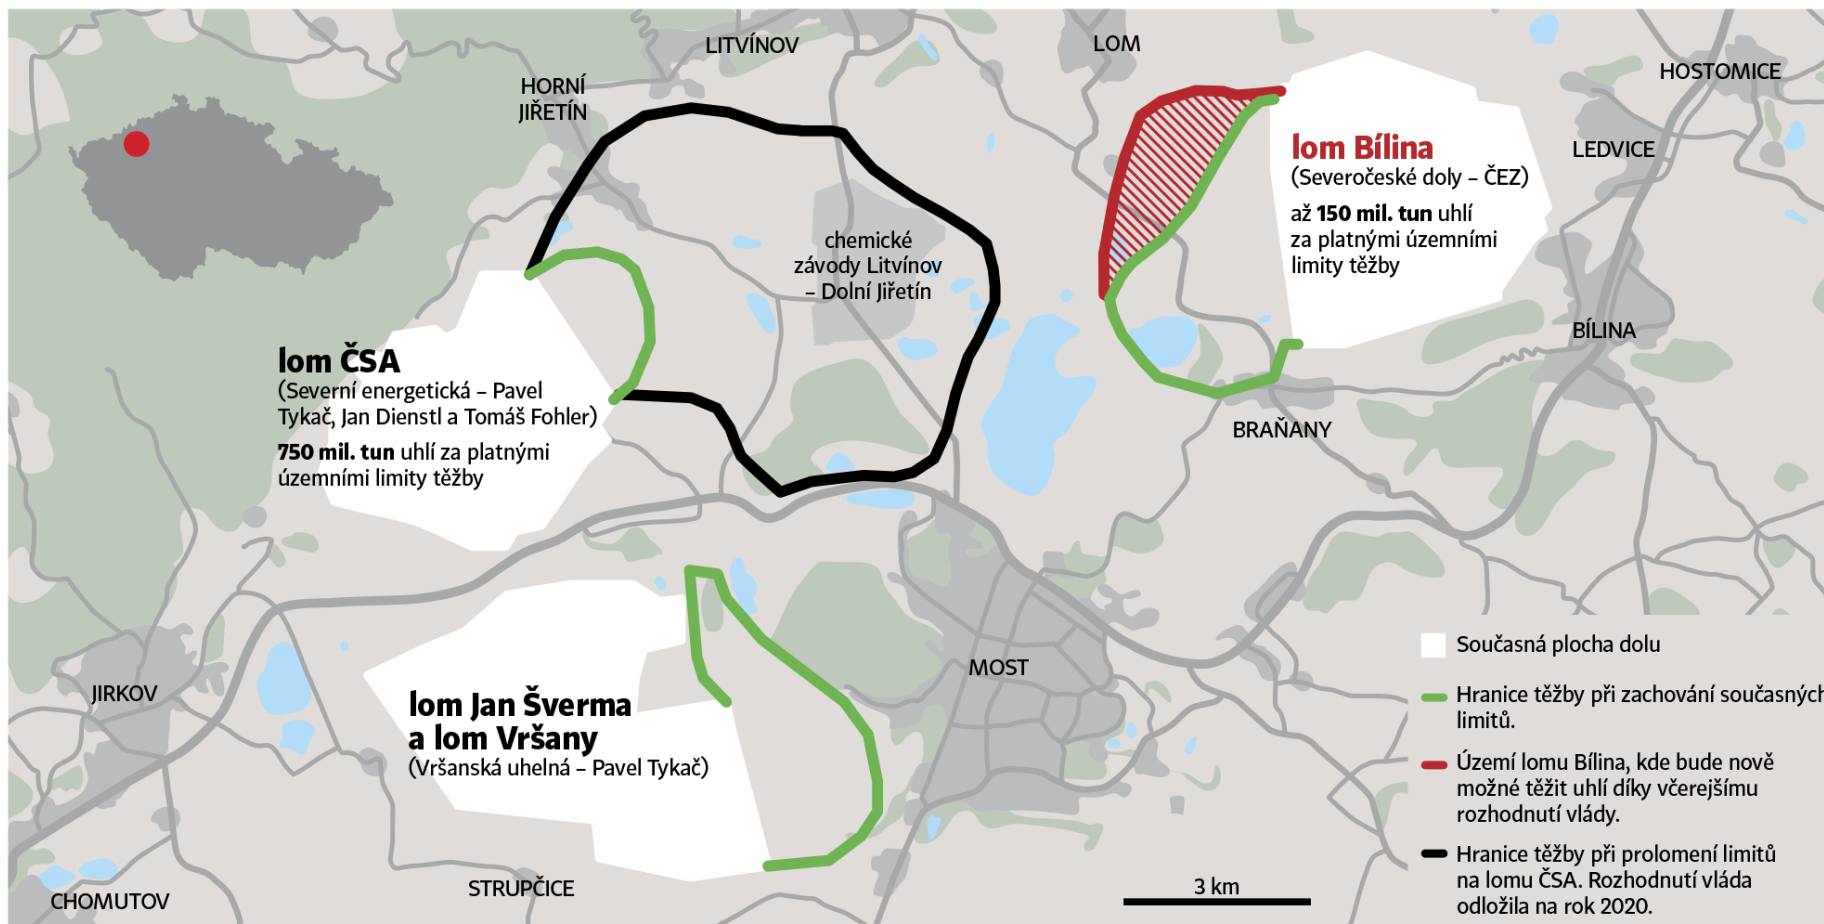 LITVÍNOV
LOM
HOSTOMICE
HORNÍ
JIŘETÍN
LEDVICE
lom Bílina
(Severočeské doly – ČEZ)
až 150 mil. tun uhlí
za platnými územními
limity těžby
chemické
závody Litvínov
– Dolní Jiřetín
BÍLINA
lom ČSA
(Severní energetická – Pavel
Tykač, Jan Dienstl a Tomáš Fohler)
750 mil. tun uhlí za platnými
územními limity těžby
BRAŇANY
MOST
JIRKOV
lom Jan Šverma
a lom Vršany
(Vršanská uhelná – Pavel Tykač)
STRUPČICE
CHOMUTOV
3 km
Současná plocha dolu
Hranice těžby při zachování současných
limitů.
Území lomu Bílina, kde bude nově
možné těžit uhlí díky včerejšímu
rozhodnutí vlády.
Hranice těžby při prolomení limitů
na lomu ČSA. Rozhodnutí vláda
odložila na rok 2020.